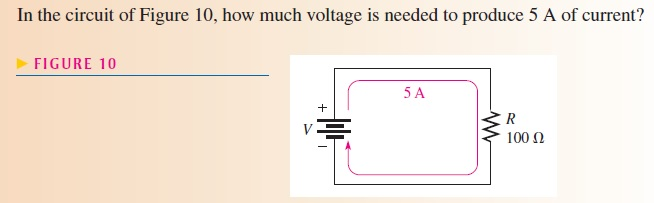 In the circuit of Figure 10, how much voltage is needed to produce 5 A of current?
FIGURE 10
5 A
+
V
R
100 Ω
–